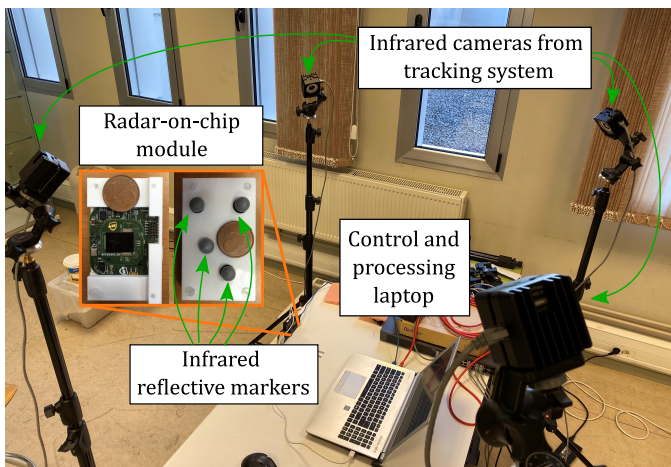 Infrared cameras from
tracking system
Radar-on-chip
module
Control and
processing
laptop
Infrared
reflective markers